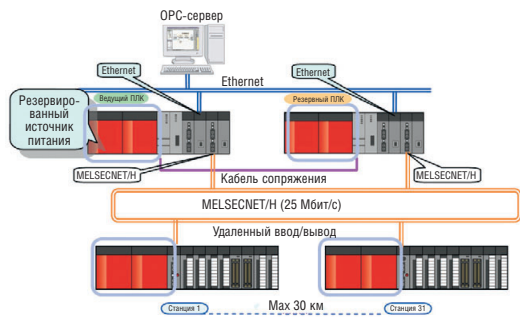 OPC-сервер
Ethernet
Ethernet
Ethernet
Ведущий ПЛК
Резервный ПЛК
Резервиро-
ванный
источник
питания
MELSECNET/H
MELSECNET/H
Кабель сопряжения
MELSECNET/H (25 Мбит/с)
Удаленный ввод/вывод
Станция 1
Max 30 км
Станция 31